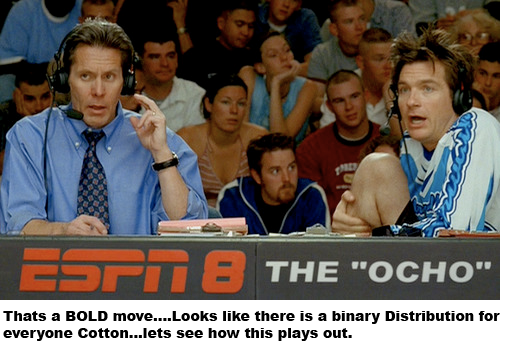 ESPN 8 THE "OCHO"
Thats a BOLD move....Looks like there is a binary Distribution for
everyone Cotton...lets see how this plays out.